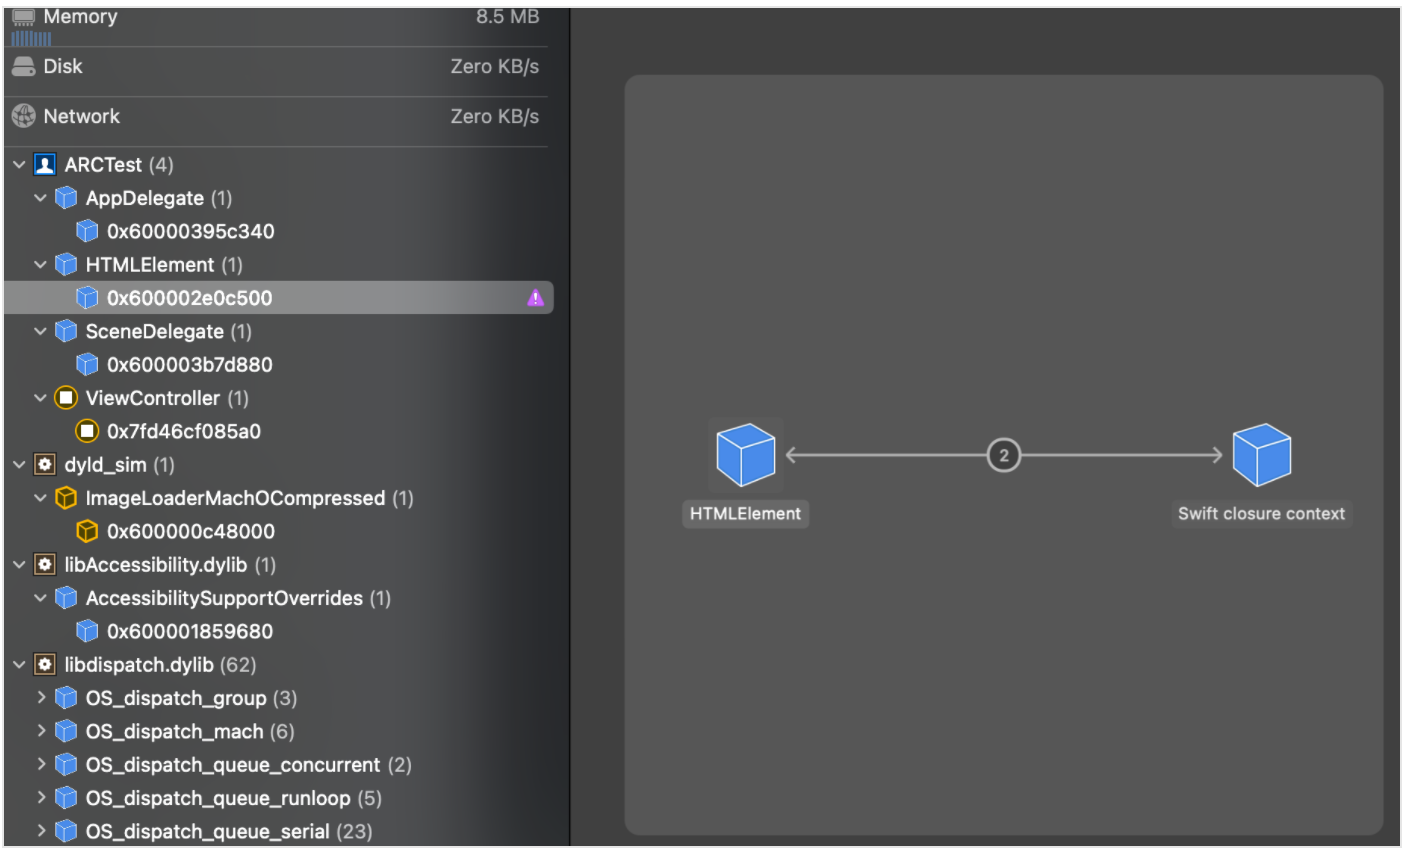 Memory 8.5 MB
Disk Zero KB/s
Network Zero KB/s
ARCTest (4)
AppDelegate (1)
0x60000395c340
HTMLElement (1)
0x600002e0c500
SceneDelegate (1)
0x600003b7d880
ViewController (1)
0x7fd46cf085a0
dyld_sim (1)
ImageLoaderMachOCompressed (1)
0x600000c48000
libAccessibility.dylib (1)
AccessibilitySupportOverrides (1)
0x600001859680
libdispatch.dylib (62)
OS_dispatch_group (3)
OS_dispatch_mach (6)
OS_dispatch_queue_concurrent (2)
OS_dispatch_queue_runloop (5)
OS_dispatch_queue_serial (23)
2
HTMLElement
Swift closure context